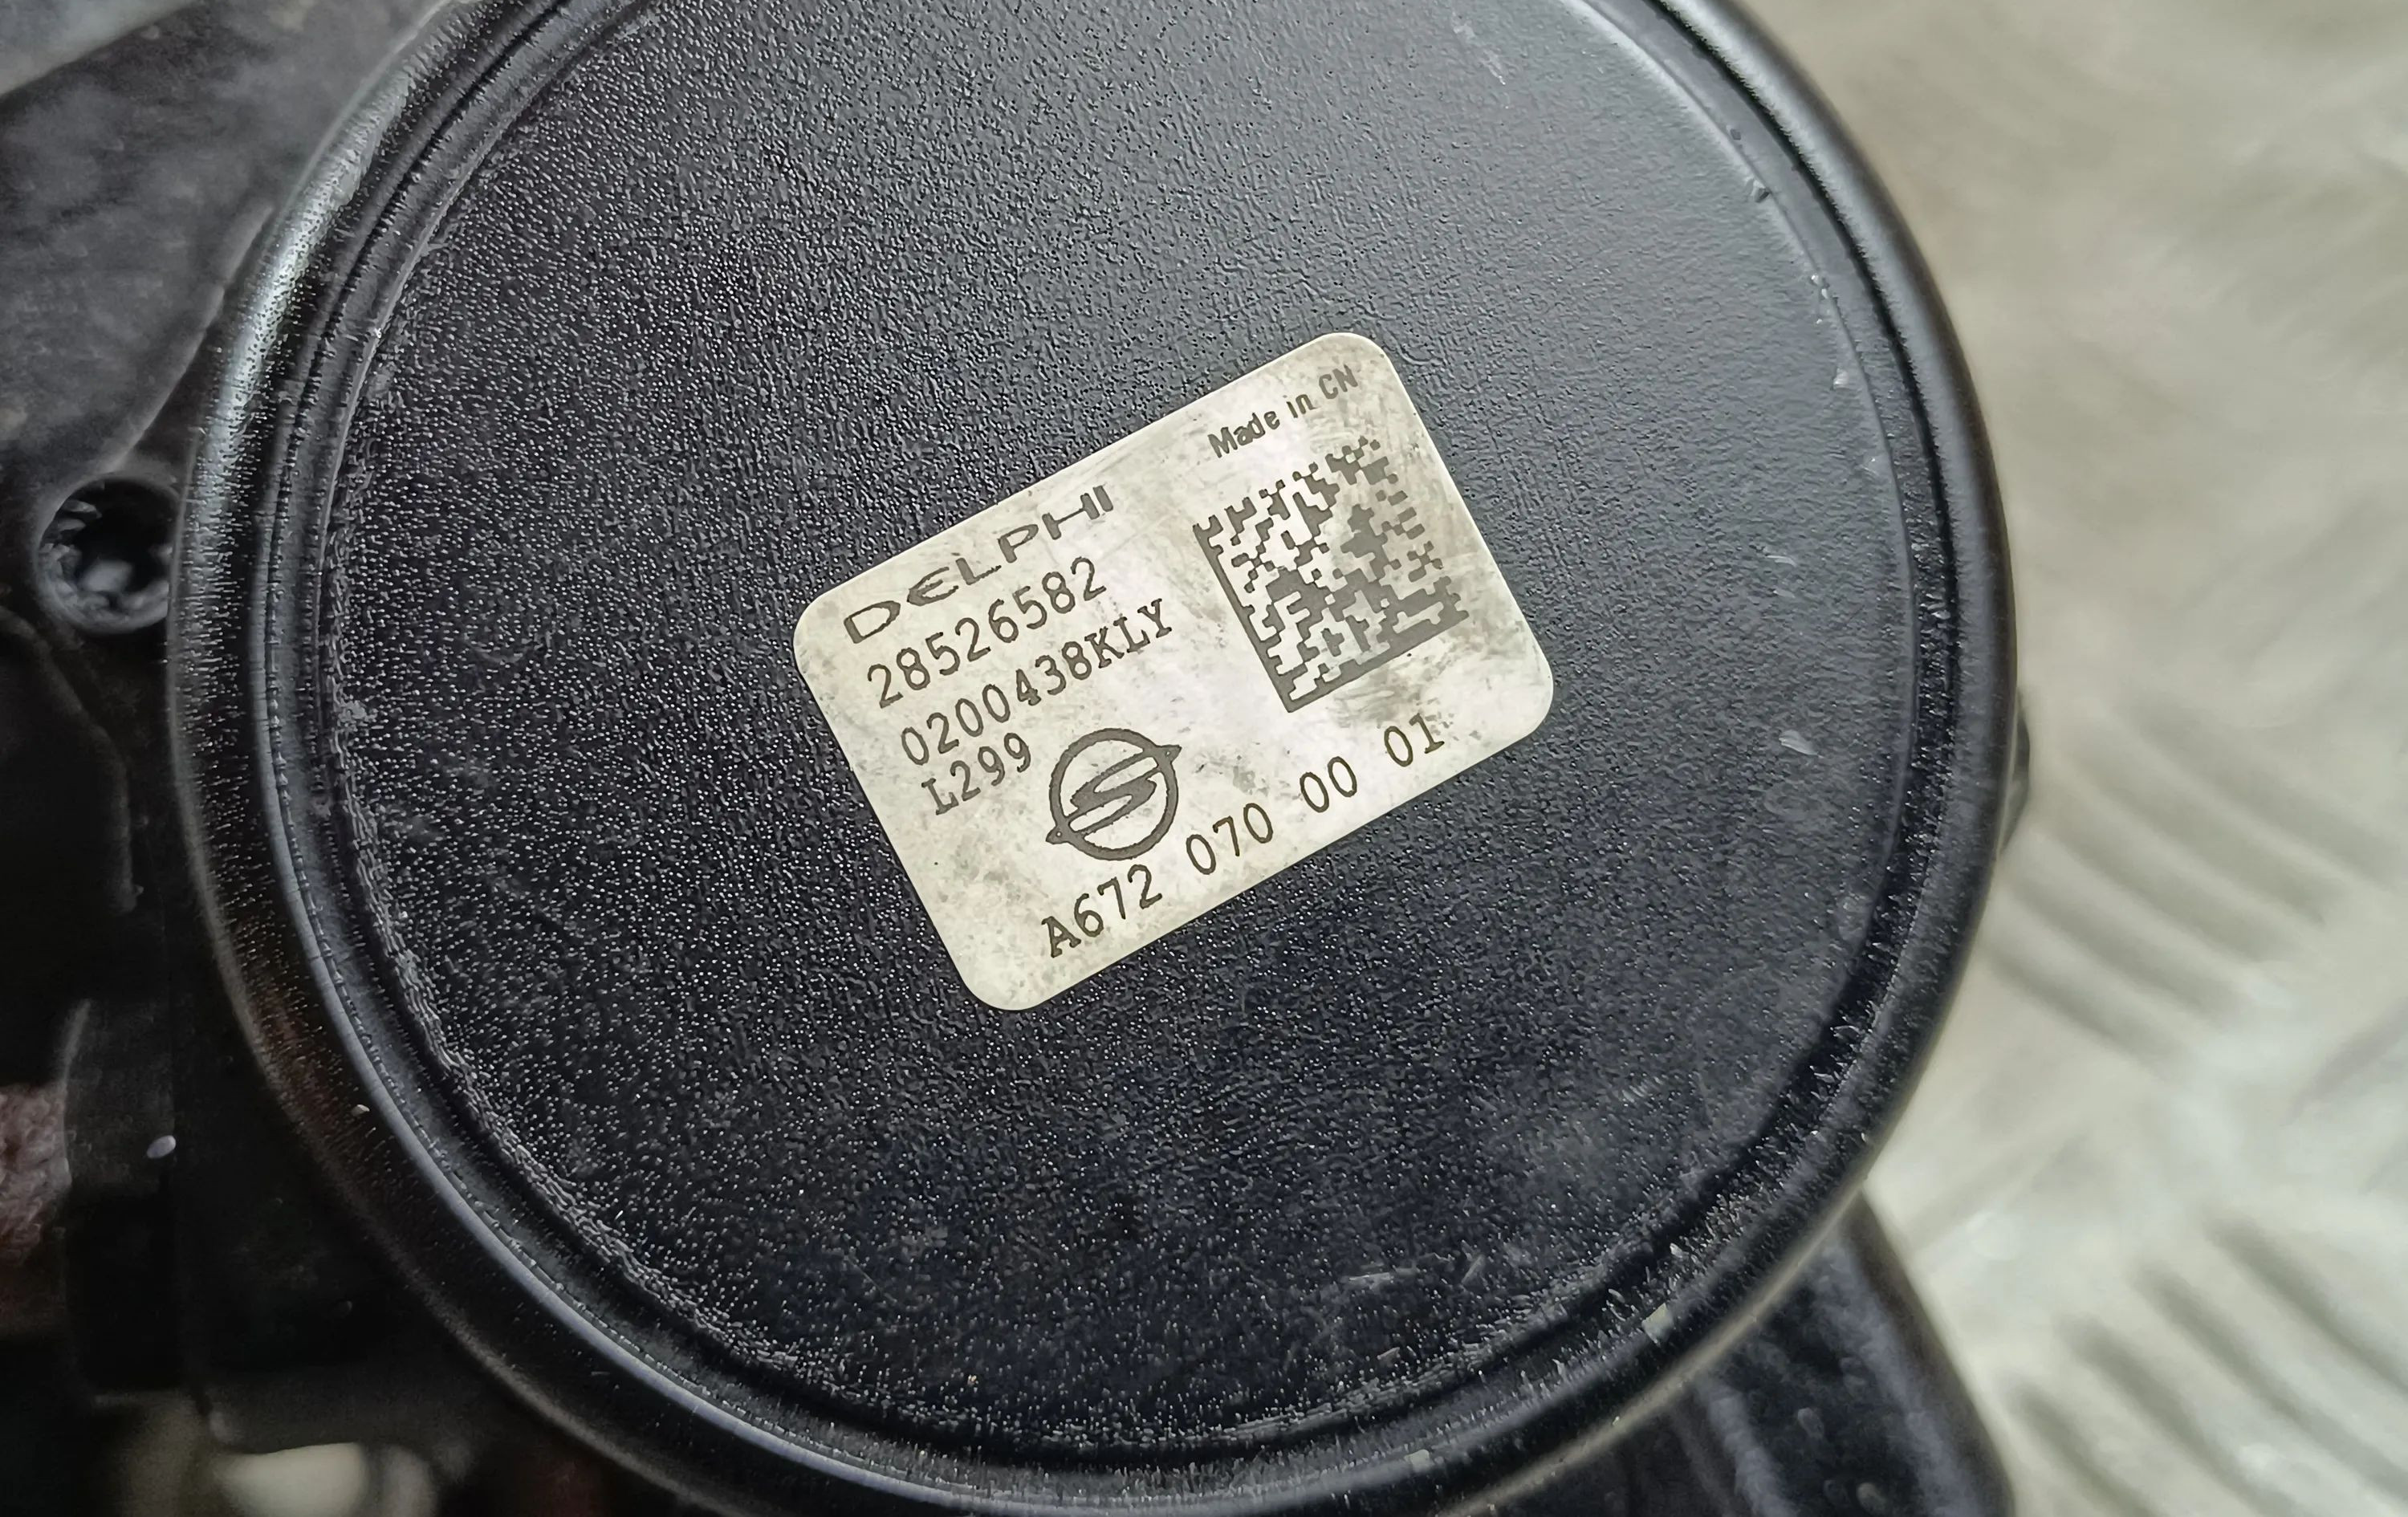 Made in CN
DELPHI
28526582
0200438KLY
L299
A672 070 00 01